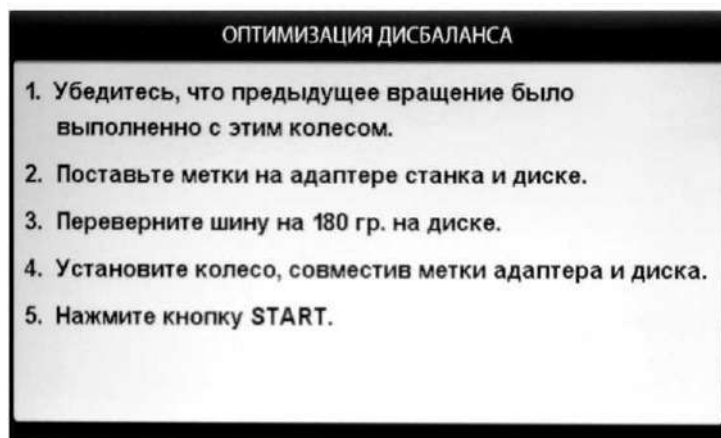 ОПТИМИЗАЦИЯ ДИСБАЛАНСА
1. Убедитесь, что предыдущее вращение было
выполненно с этим колесом.
2. Поставьте метки на адаптере станка и диске.
3. Переверните шину на 180 гр. на диске.
4. Установите колесо, совместив метки адаптера и диска.
5. Нажмите кнопку START.